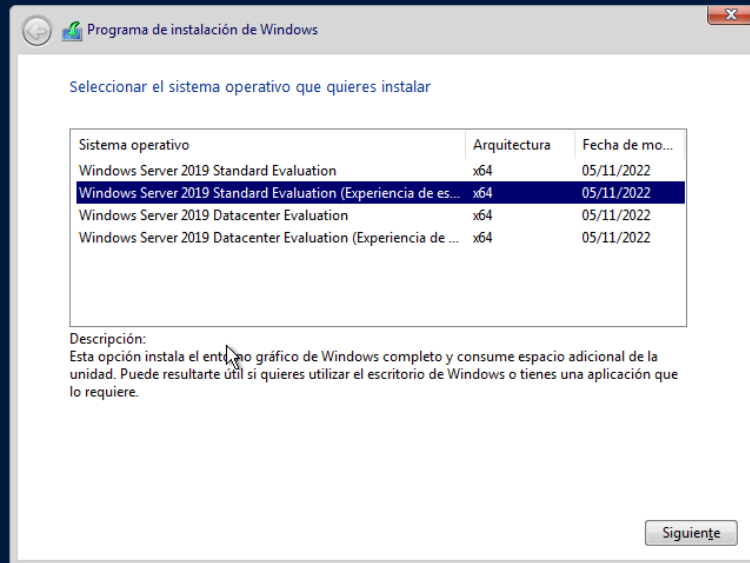 Programa de instalación de Windows
Seleccionar el sistema operativo que quieres instalar
Sistema operativo Arquitectura Fecha de mo...
Windows Server 2019 Standard Evaluation x64 05/11/2022
Windows Server 2019 Standard Evaluation (Experiencia de es... x64 05/11/2022
Windows Server 2019 Datacenter Evaluation x64 05/11/2022
Windows Server 2019 Datacenter Evaluation (Experiencia de ... x64 05/11/2022
Descripción:
Esta opción instala el entorno gráfico de Windows completo y consume espacio adicional de la
unidad. Puede resultarte útil si quieres utilizar el escritorio de Windows o tienes una aplicación que
lo requiere.
Siguiente